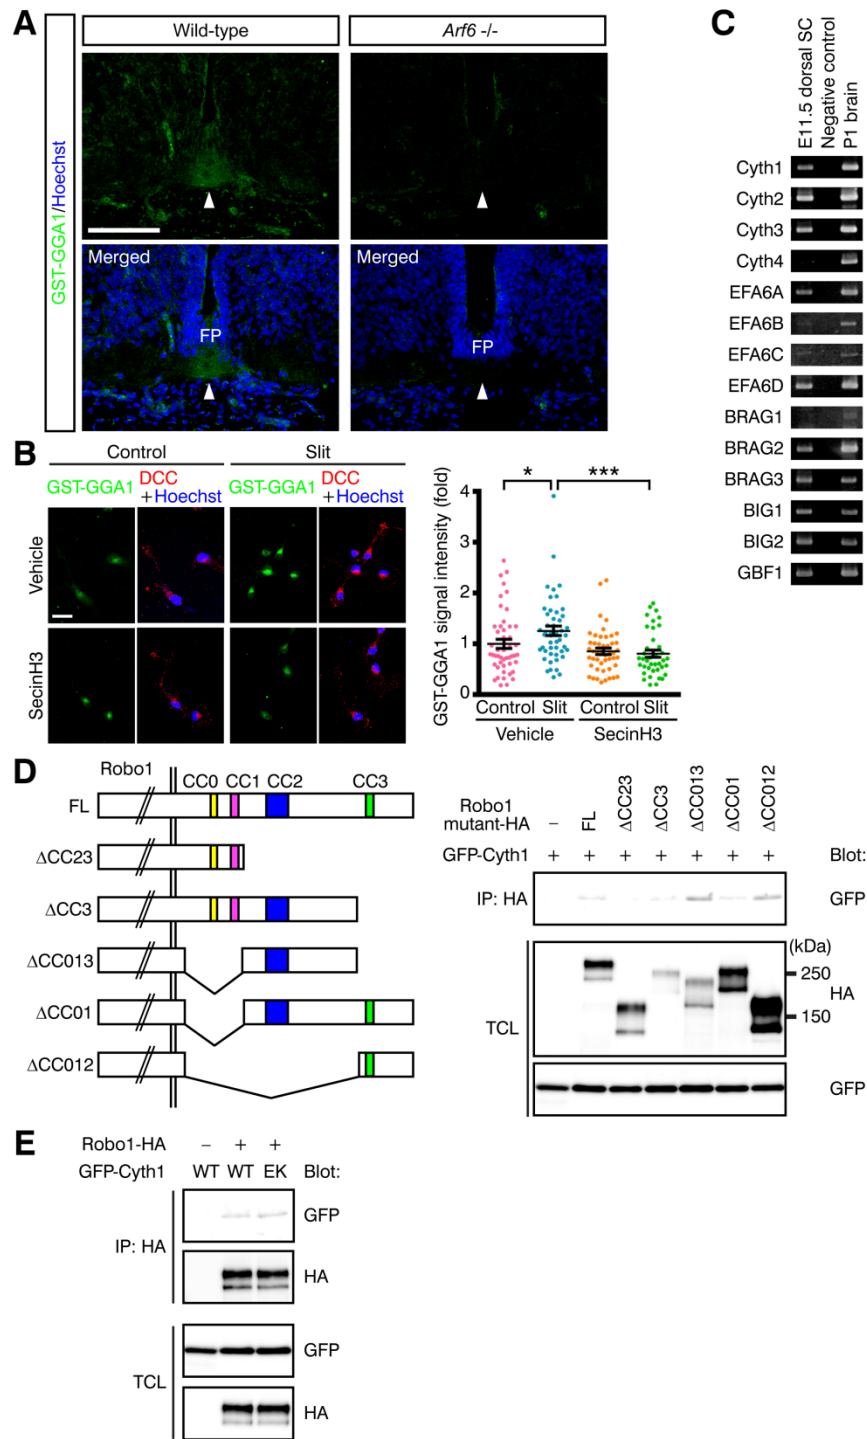 A
Wild-type
Arf6 -/-
GST-GGA1/Hoechst
Merged
FP
FP
B
Control
Slit
GST-GGA1
DCC
+Hoechst
GST-GGA1
DCC
+Hoechst
Vehicle
SecinH3
GST-GGA1 signal intensity (fold)
*
***
4
3
2
1
0
Control Slit Control Slit
Vehicle SecinH3
C
E11.5 dorsal SC
Negative control
P1 brain
Cyth1
Cyth2
Cyth3
Cyth4
EFA6A
EFA6B
EFA6C
EFA6D
BRAG1
BRAG2
BRAG3
BIG1
BIG2
GBF1
D
Robo1
CC0 CC1 CC2 CC3
FL
ΔCC23
ΔCC3
ΔCC013
ΔCC01
ΔCC012
Robo1
mutant-HA
– FL ΔCC23 ΔCC3 ΔCC013 ΔCC01 ΔCC012
GFP-Cyth1 + + + + + + + Blot:
IP: HA
GFP
(kDa)
250
150
HA
TCL
GFP
E
Robo1-HA – + +
GFP-Cyth1 WT WT EK Blot:
IP: HA
GFP
HA
TCL
GFP
HA